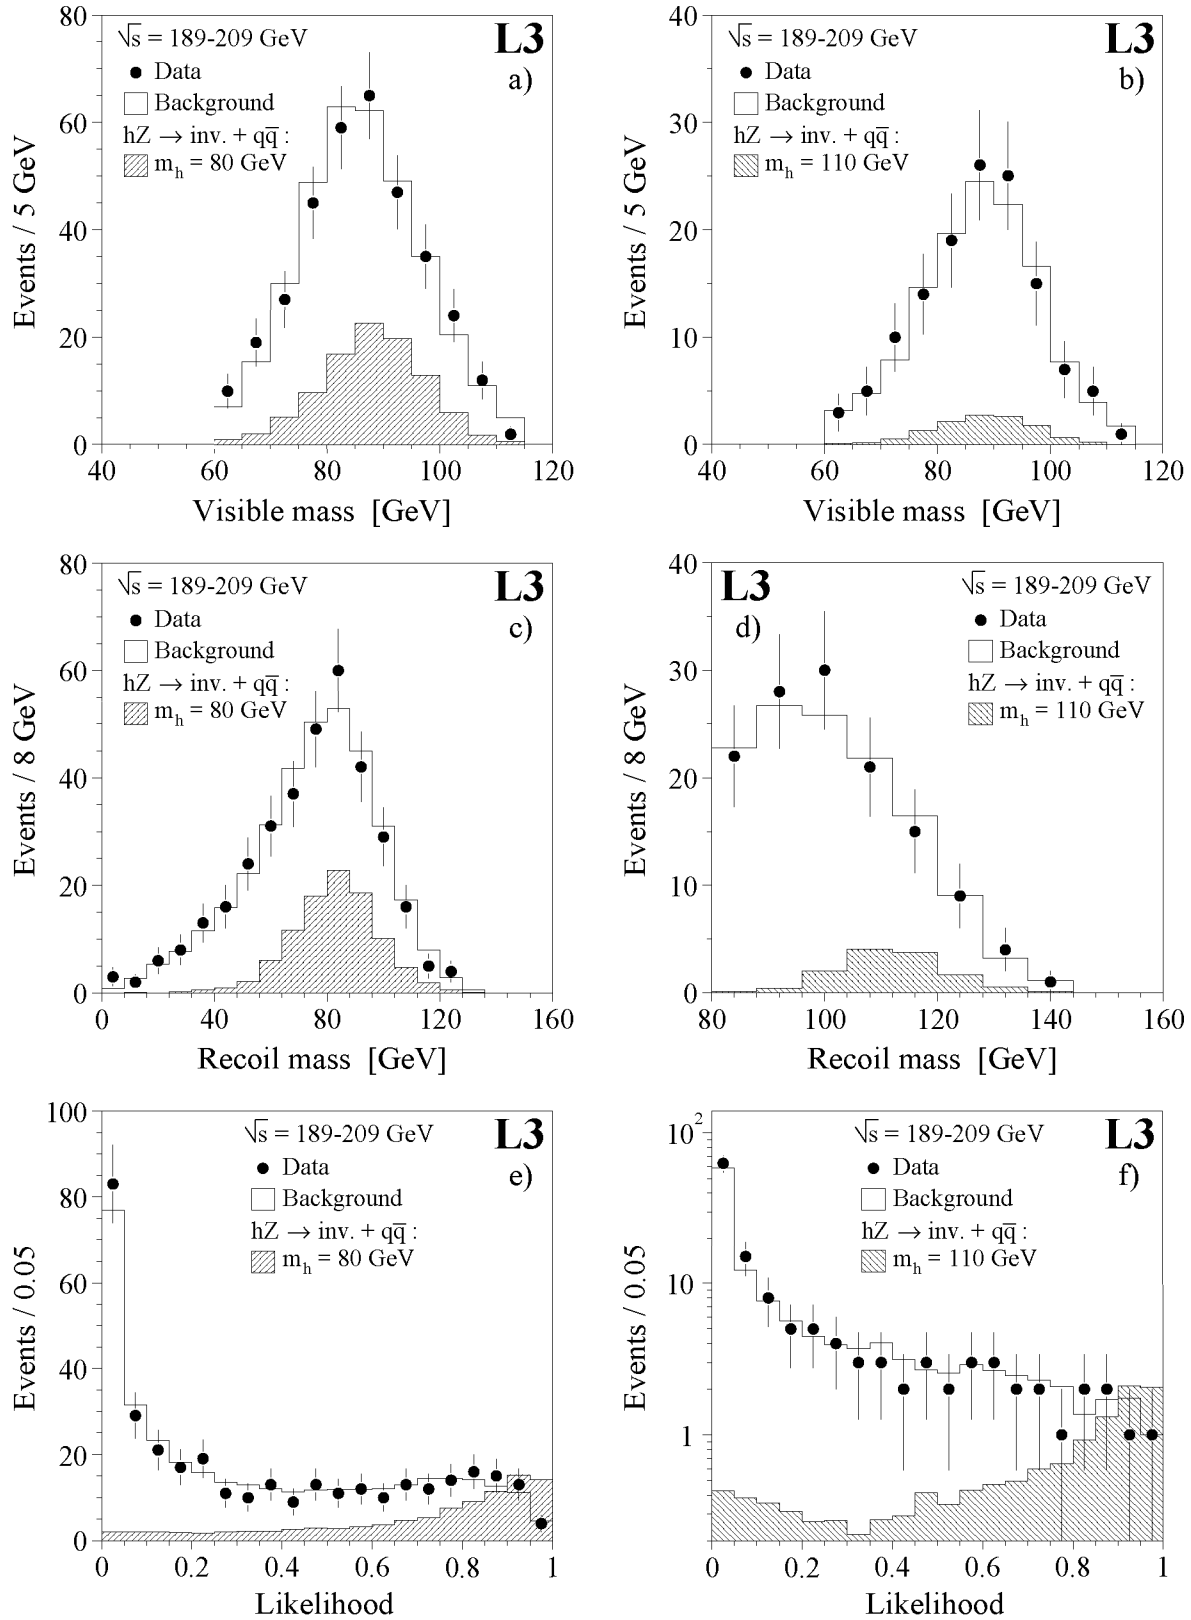 80
60
40
20
0
Events / 5 GeV
√s = 189-209 GeV
Data
Background
hZ → inv. + qq̅ :
m_h = 80 GeV
L3
a)
40 60 80 100 120
Visible mass [GeV]
40
30
20
10
0
Events / 5 GeV
√s = 189-209 GeV
Data
Background
hZ → inv. + qq̅ :
m_h = 110 GeV
L3
b)
40 60 80 100 120
Visible mass [GeV]
80
60
40
20
0
Events / 8 GeV
√s = 189-209 GeV
Data
Background
hZ → inv. + qq̅ :
m_h = 80 GeV
L3
c)
0 40 80 120 160
Recoil mass [GeV]
40
30
20
10
0
Events / 8 GeV
L3
d)
√s = 189-209 GeV
Data
Background
hZ → inv. + qq̅ :
m_h = 110 GeV
80 100 120 140 160
Recoil mass [GeV]
100
80
60
40
20
0
Events / 0.05
√s = 189-209 GeV
Data
Background
hZ → inv. + qq̅ :
m_h = 80 GeV
L3
e)
0 0.2 0.4 0.6 0.8 1
Likelihood
10²
10
1
Events / 0.05
√s = 189-209 GeV
Data
Background
hZ → inv. + qq̅ :
m_h = 110 GeV
L3
f)
0 0.2 0.4 0.6 0.8 1
Likelihood